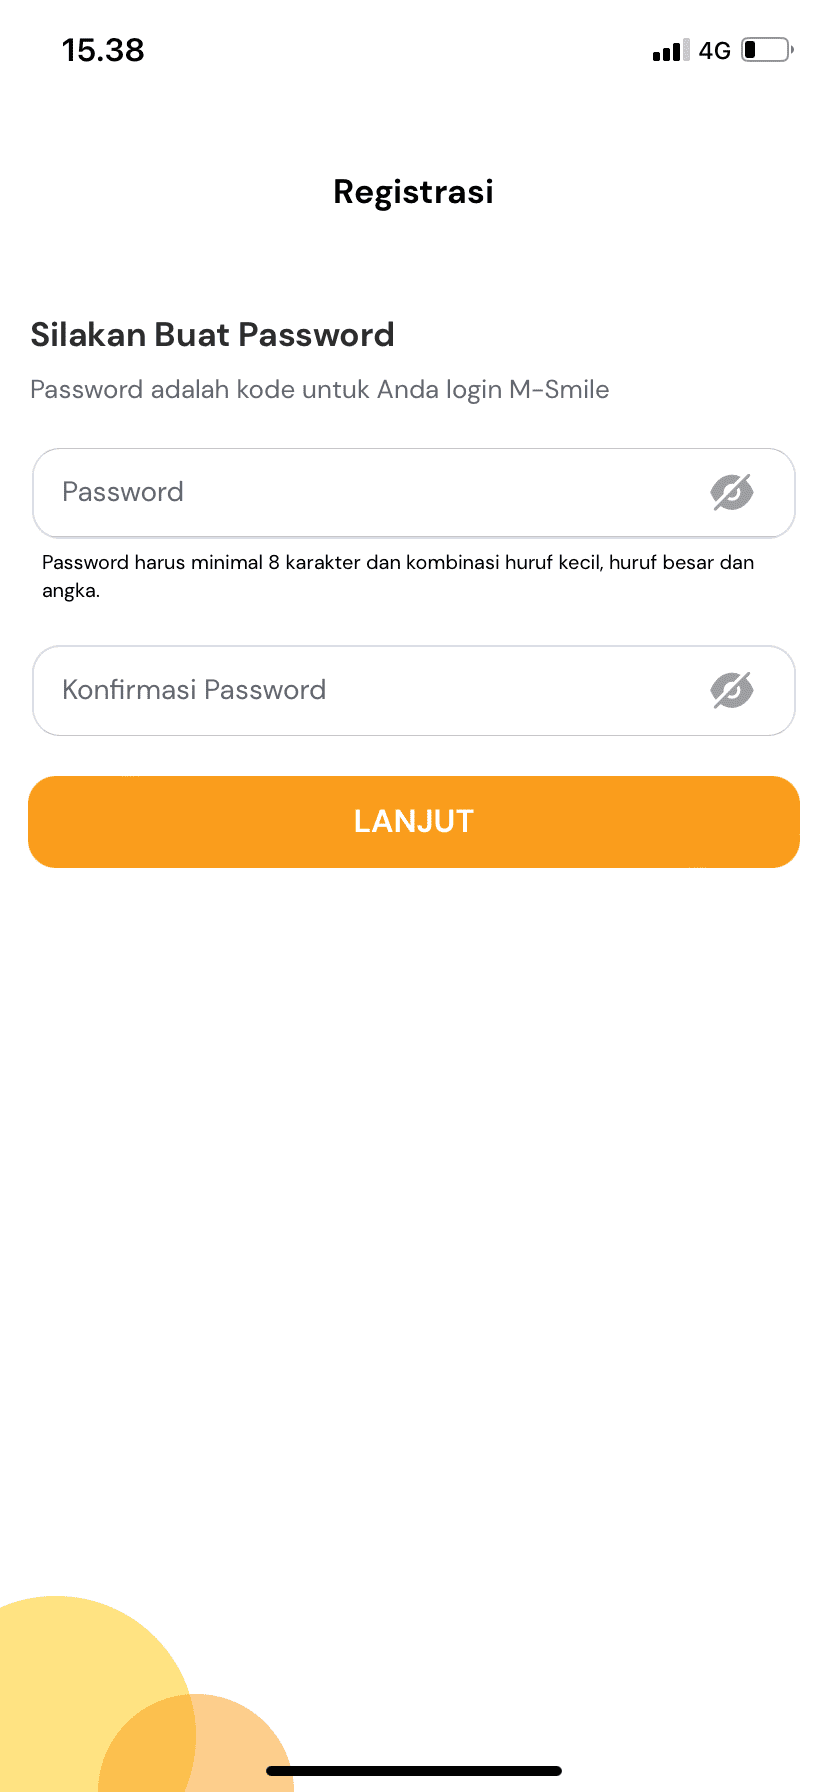 15.38
4G
Registrasi
Silakan Buat Password
Password adalah kode untuk Anda login M-Smile
Password
Password harus minimal 8 karakter dan kombinasi huruf kecil, huruf besar dan
angka.
Konfirmasi Password
LANJUT